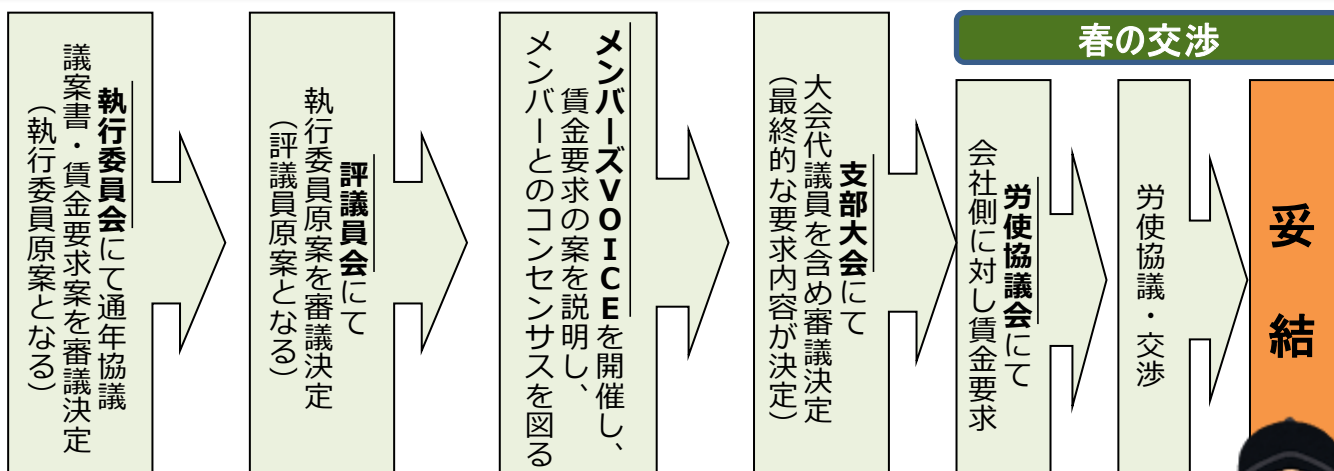 春の交渉
執行委員会にて通年協議
議案書・賃金要求案を審議決定
（執行委員原案となる）
評議員会にて
執行委員原案を審議決定
（評議員原案となる）
メンバーズVOICEを開催し、
賃金要求の案を説明し、
メンバーとのコンセンサスを図る
支部大会にて
大会代議員を含め審議決定
（最終的な要求内容が決定）
労使協議会にて
会社側に対し賃金要求
労使協議・交渉
妥結